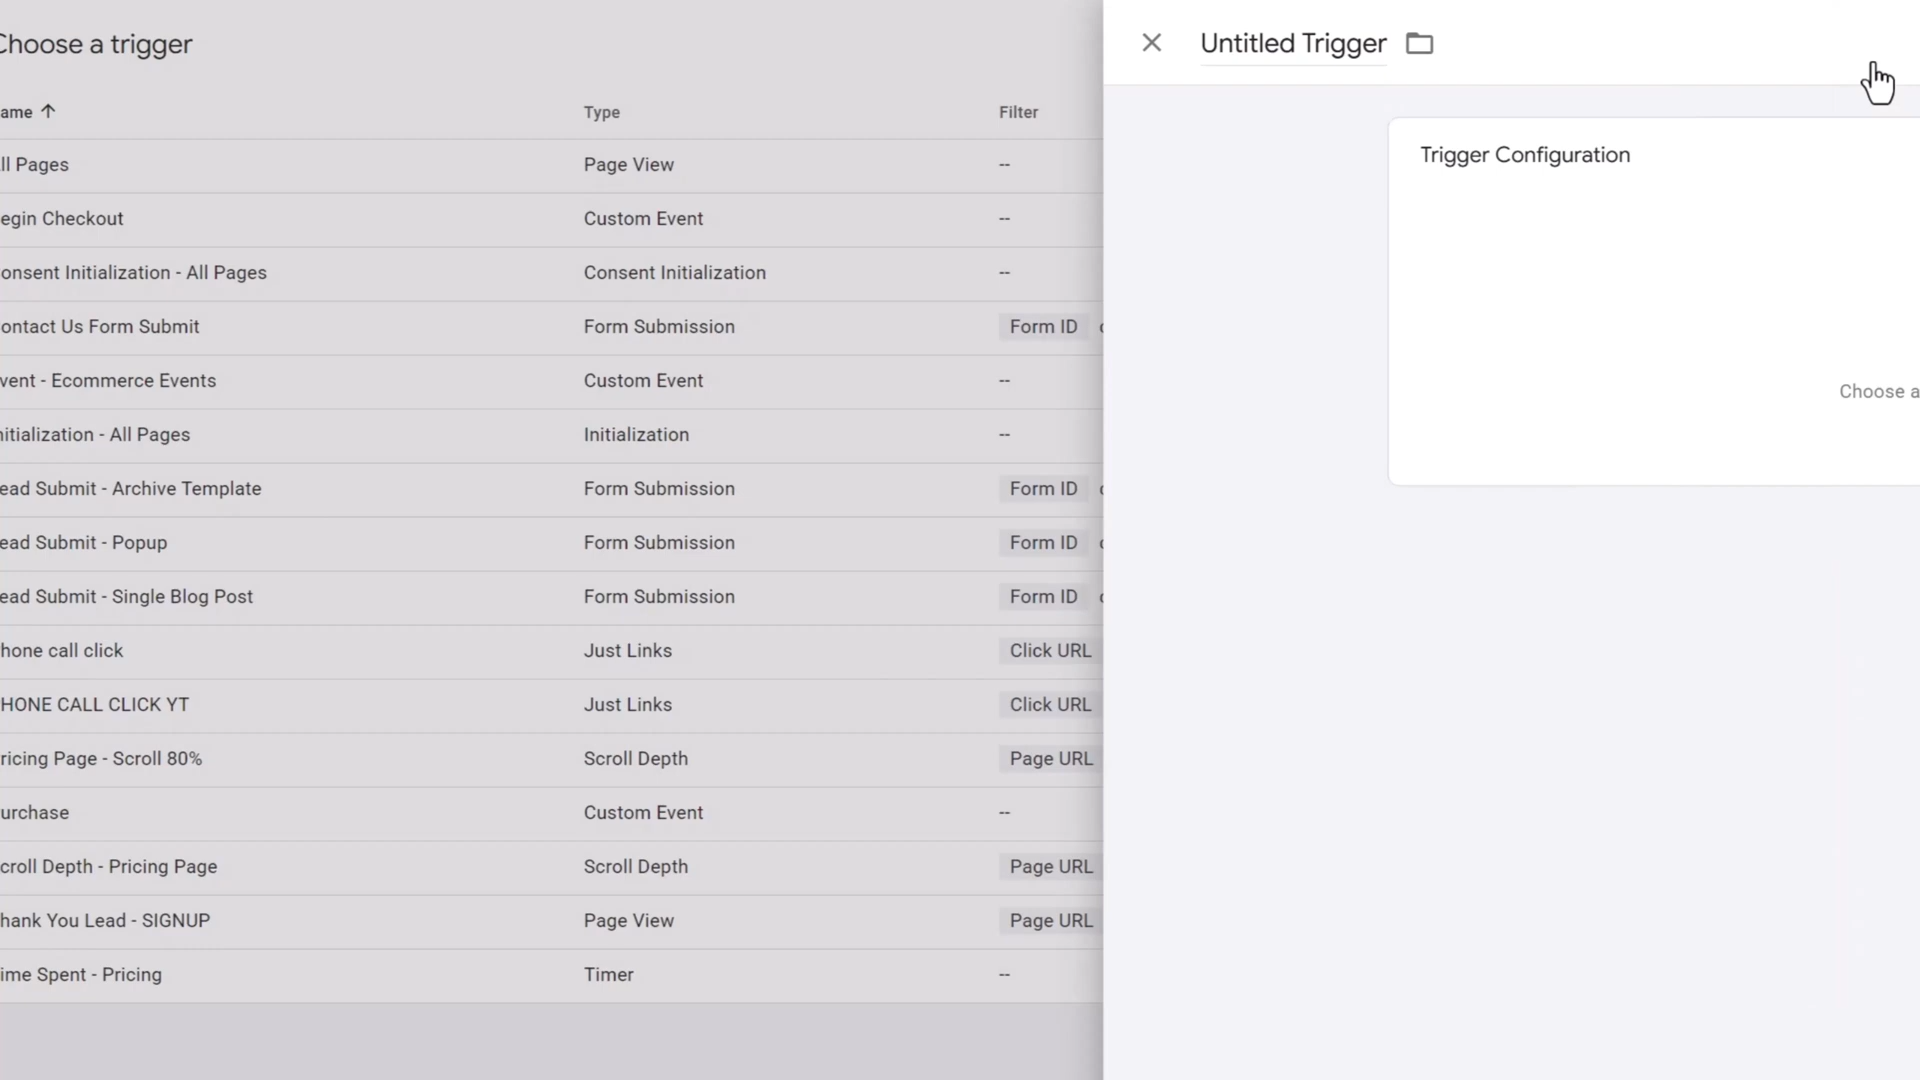 Choose a trigger
ame
Type
Filter
ll Pages
Page View
--
egin Checkout
Custom Event
--
onsent Initialization - All Pages
Consent Initialization
--
ontact Us Form Submit
Form Submission
Form ID
vent - Ecommerce Events
Custom Event
--
nitialization - All Pages
Initialization
--
ead Submit - Archive Template
Form Submission
Form ID
ead Submit - Popup
Form Submission
Form ID
ead Submit - Single Blog Post
Form Submission
Form ID
hone call click
Just Links
Click URL
HONE CALL CLICK YT
Just Links
Click URL
ricing Page - Scroll 80%
Scroll Depth
Page URL
urchase
Custom Event
--
croll Depth - Pricing Page
Scroll Depth
Page URL
hank You Lead - SIGNUP
Page View
Page URL
ime Spent - Pricing
Timer
--
Untitled Trigger
Trigger Configuration
Choose a